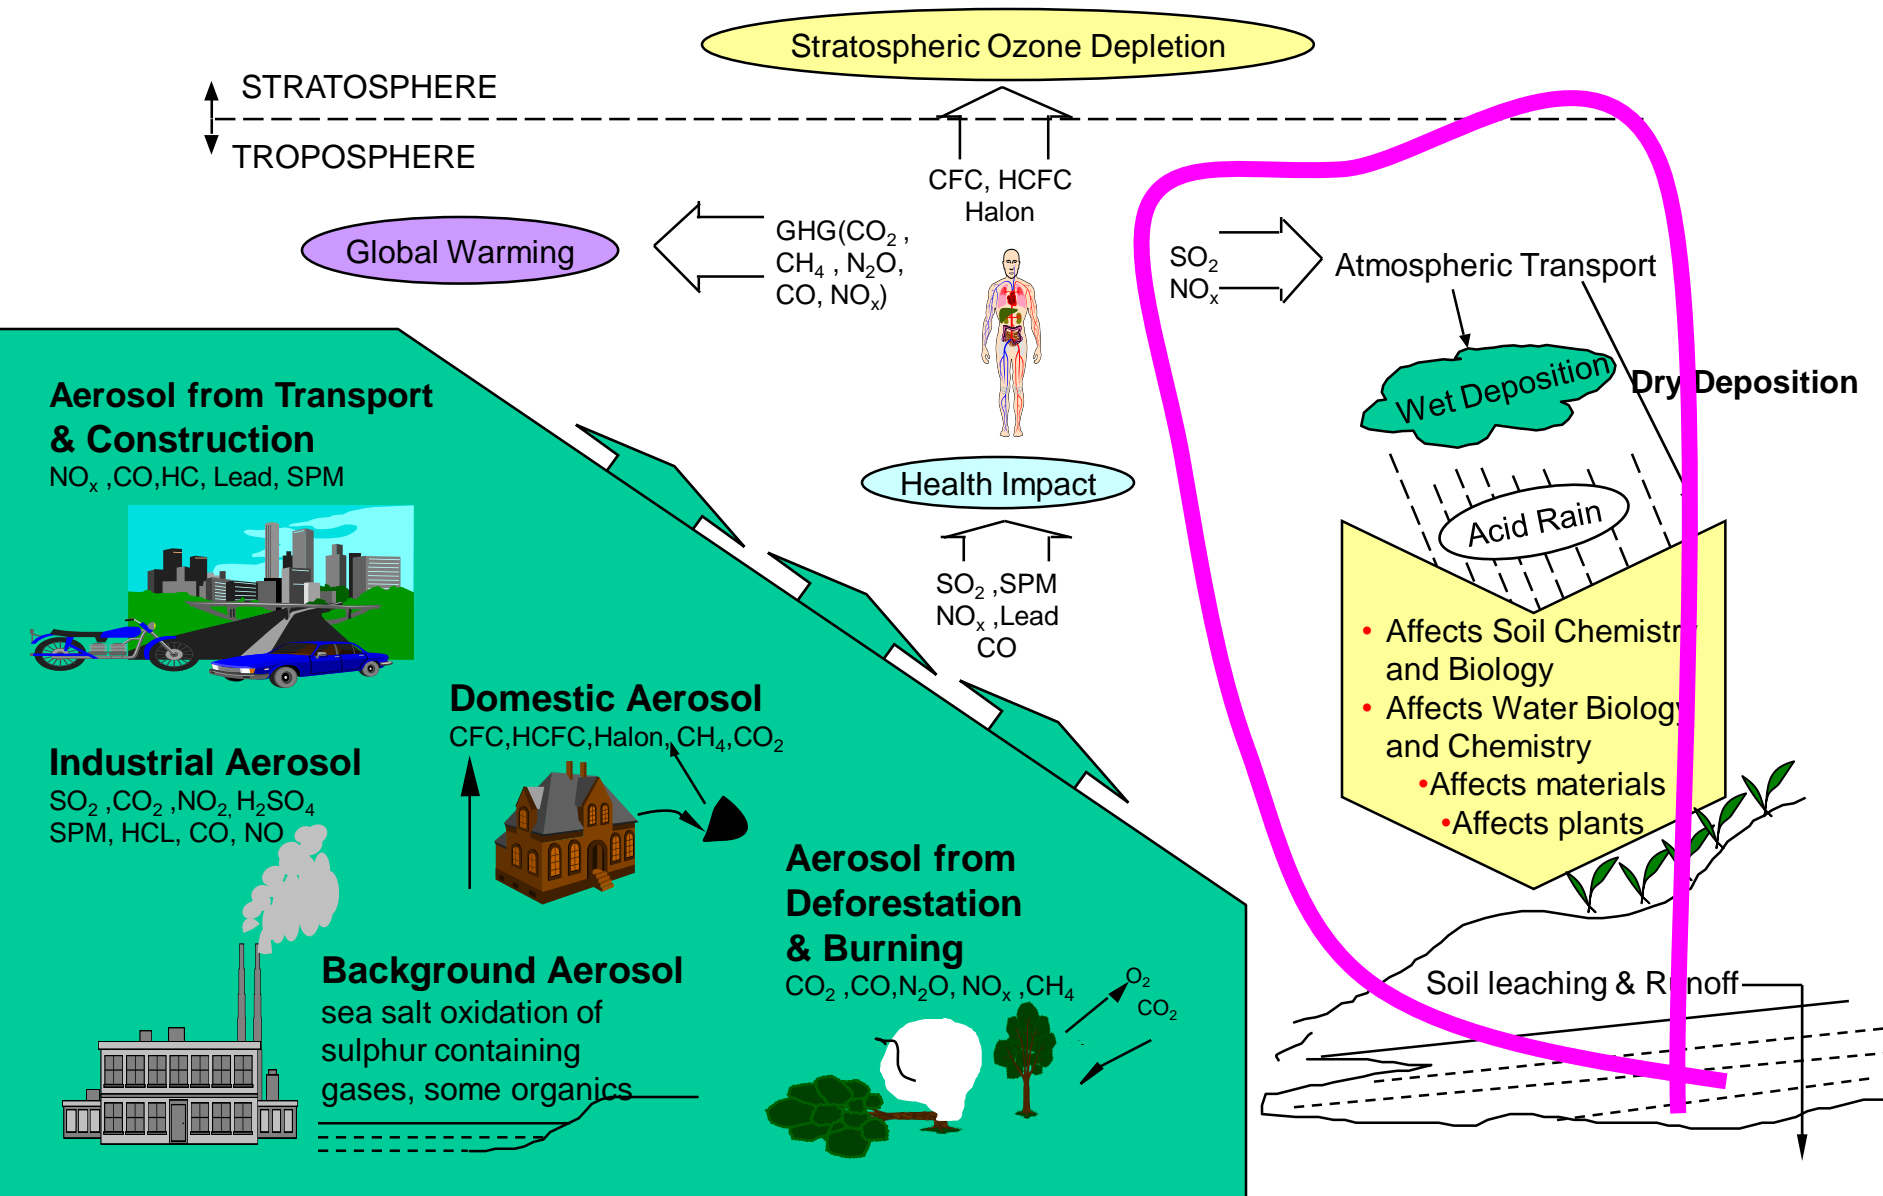 Stratospheric Ozone Depletion
STRATOSPHERE
TROPOSPHERE
CFC, HCFC
Halon
Global Warming
GHG(CO₂ ,
CH₄ , N₂O,
CO, NOₓ)
SO₂
NOₓ
Atmospheric Transport
Wet Deposition
Dry Deposition
Acid Rain
Health Impact
SO₂ ,SPM
NOₓ ,Lead
CO
• Affects Soil Chemistry
and Biology
• Affects Water Biology
and Chemistry
•Affects materials
•Affects plants
Soil leaching & Runoff
Aerosol from Transport
& Construction
NOₓ ,CO,HC, Lead, SPM
Domestic Aerosol
CFC,HCFC,Halon, CH₄,CO₂
Industrial Aerosol
SO₂ ,CO₂ ,NO₂, H₂SO₄
SPM, HCL, CO, NO
Aerosol from
Deforestation
& Burning
CO₂ ,CO,N₂O, NOₓ ,CH₄
O₂
CO₂
Background Aerosol
sea salt oxidation of
sulphur containing
gases, some organics